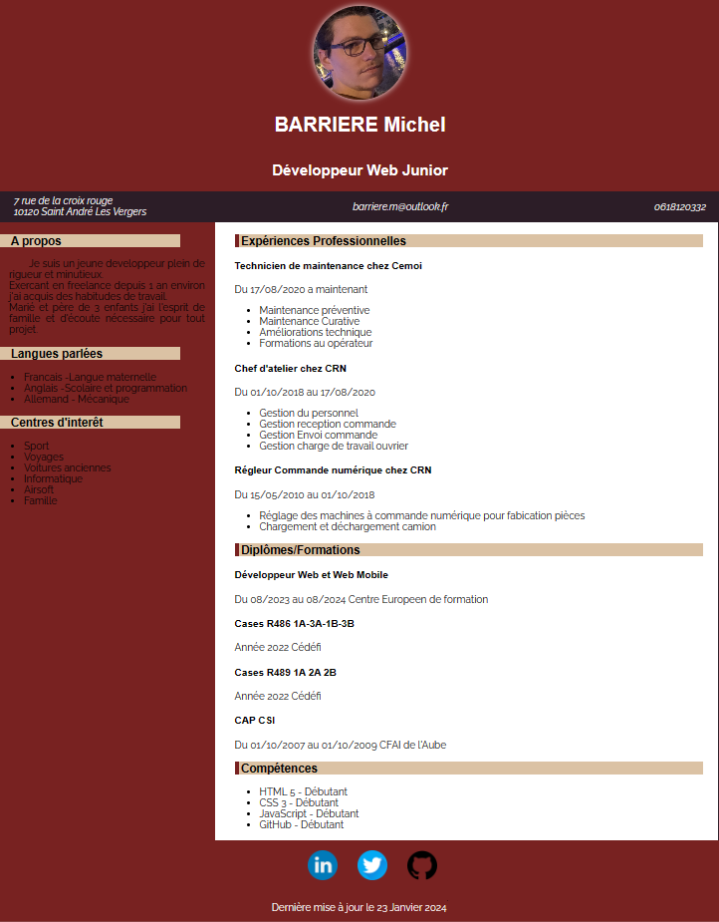 BARRIERE Michel
Développeur Web Junior
7 rue de la croix rouge
10120 Saint André Les Vergers
barriere.m@outlook.fr
0618120332
A propos
Je suis un jeune developpeur plein de
rigueur et minutieux.
Exercant en freelance depuis 1 an environ
j'ai acquis des habitudes de travail.
Marié et père de 3 enfants j'ai l'esprit de
famille et d'écoute nécessaire pour tout
projet.
Langues parlées
Francais -Langue maternelle
Anglais -Scolaire et programmation
Allemand - Mécanique
Centres d'interêt
Sport
Voyages
Voitures anciennes
Informatique
Airsoft
Famille
Expériences Professionnelles
Technicien de maintenance chez Cemoi
Du 17/08/2020 a maintenant
Maintenance préventive
Maintenance Curative
Améliorations technique
Formations au opérateur
Chef d'atelier chez CRN
Du 01/10/2018 au 17/08/2020
Gestion du personnel
Gestion reception commande
Gestion Envoi commande
Gestion charge de travail ouvrier
Régleur Commande numérique chez CRN
Du 15/05/2010 au 01/10/2018
Réglage des machines à commande numérique pour fabication pièces
Chargement et déchargement camion
Diplômes/Formations
Développeur Web et Web Mobile
Du 08/2023 au 08/2024 Centre Europeen de formation
Cases R486 1A-3A-1B-3B
Année 2022 Cédéfi
Cases R489 1A 2A 2B
Année 2022 Cédéfi
CAP CSI
Du 01/10/2007 au 01/10/2009 CFAI de l'Aube
Compétences
HTML 5 - Débutant
CSS 3 - Débutant
JavaScript - Débutant
GitHub - Débutant
in
Dernière mise à jour le 23 Janvier 2024